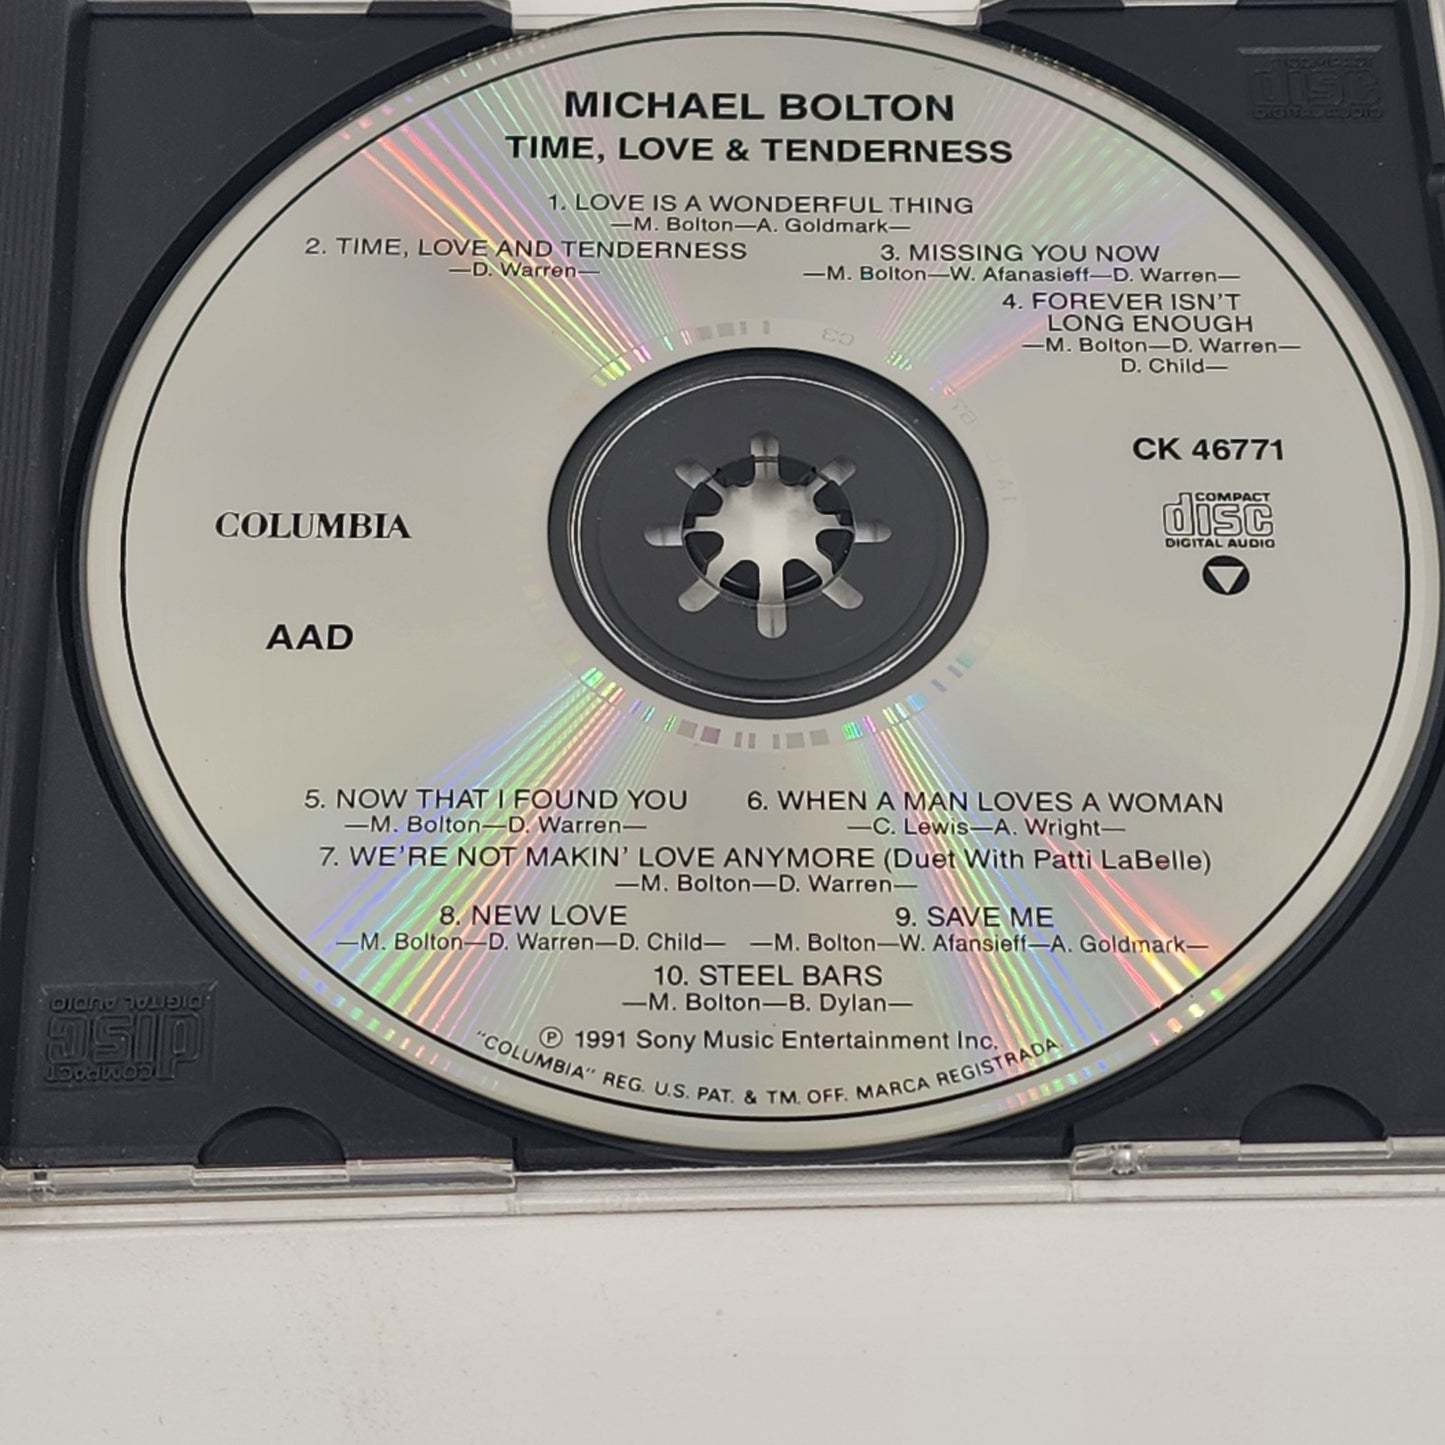 MICHAEL BOLTON
TIME, LOVE & TENDERNESS
1. LOVE IS A WONDERFUL THING
—M. Bolton—A. Goldmark—
2. TIME, LOVE AND TENDERNESS
—D. Warren—
3. MISSING YOU NOW
—M. Bolton—W. Afanasieff—D. Warren—
4. FOREVER ISN'T
LONG ENOUGH
—M. Bolton—D. Warren—
D. Child—
CK 46771
COMPACT
disc
DIGITAL AUDIO
COLUMBIA
AAD
5. NOW THAT I FOUND YOU
—M. Bolton—D. Warren—
6. WHEN A MAN LOVES A WOMAN
—C. Lewis—A. Wright—
7. WE'RE NOT MAKIN' LOVE ANYMORE (Duet With Patti LaBelle)
—M. Bolton—D. Warren—
8. NEW LOVE
—M. Bolton—D. Warren—D. Child—
9. SAVE ME
—M. Bolton—W. Afansieff—A. Goldmark—
10. STEEL BARS
—M. Bolton—B. Dylan—
℗ 1991 Sony Music Entertainment Inc.
"COLUMBIA" REG. U.S. PAT. & TM. OFF. MARCA REGISTRADA.
COMPACT
disc
DIGITAL AUDIO
COMPACT
disc
DIGITAL AUDIO